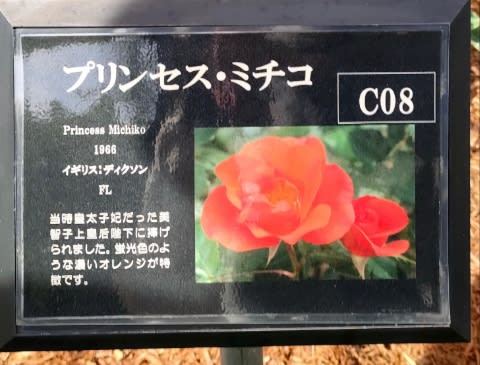 プリンセス・ミチコ
C08
Princess Michiko
1966
イギリス:ディクソン
FL
当時皇太子妃だった美
智子上皇后陛下に捧げ
られました。蛍光色のよ
うな濃いオレンジが特
徴です。